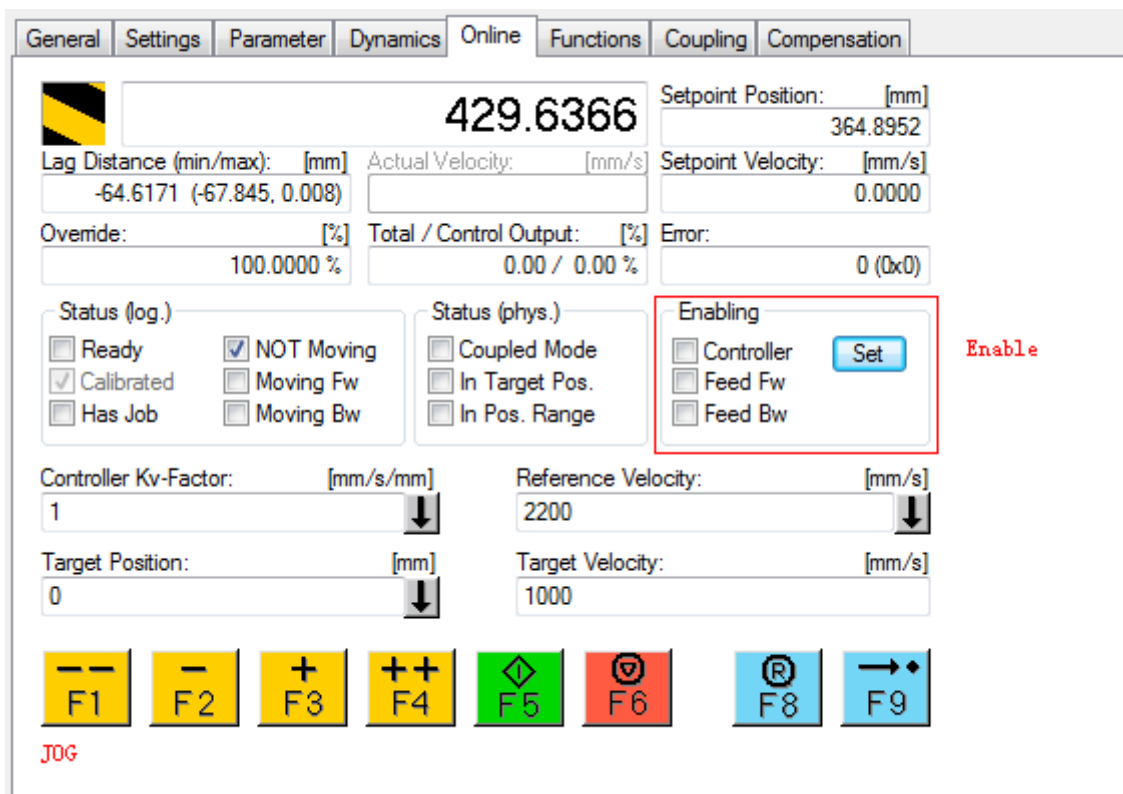 General Settings Parameter Dynamics Online Functions Coupling Compensation
429.6366
Setpoint Position: [mm]
364.8952
Lag Distance (min/max): [mm] Actual Velocity: [mm/s] Setpoint Velocity: [mm/s]
-64.6171 (-67.845, 0.008) 0.0000
Override: [%] Total / Control Output: [%] Error:
100.0000 % 0.00 / 0.00 % 0 (0x0)
Status (log.) Status (phys.) Enabling
Ready NOT Moving Coupled Mode Controller Set Enable
Calibrated Moving Fw In Target Pos. Feed Fw
Has Job Moving Bw In Pos. Range Feed Bw
Controller Kv-Factor: [mm/s/mm] Reference Velocity: [mm/s]
1 2200
Target Position: [mm] Target Velocity: [mm/s]
0 1000
-- - + ++ R
F1 F2 F3 F4 F5 F6 F8 F9
JOG